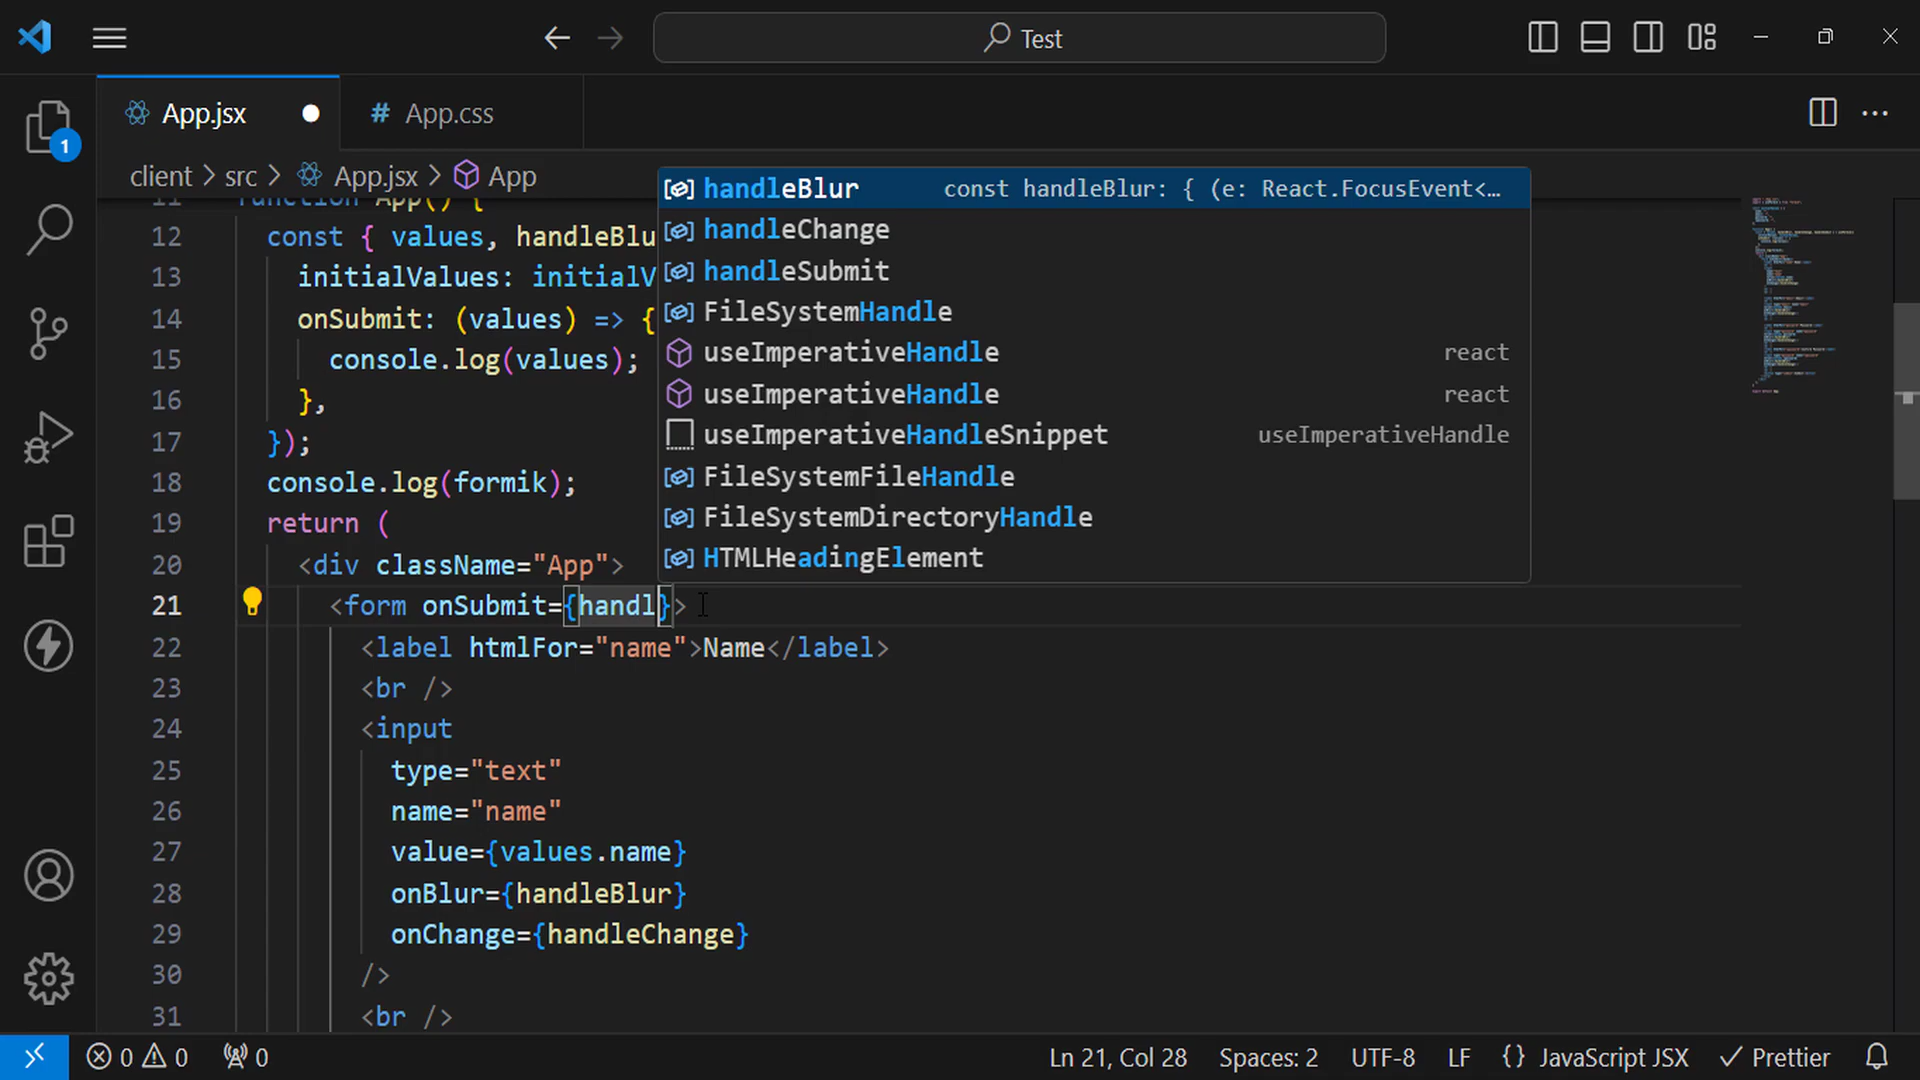 Test
App.jsx
# App.css
1
client > src > App.jsx > App
11 function App() {
12 const { values, handleBlu
13 initialValues: initialV
14 onSubmit: (values) => {
15 console.log(values);
16 },
17 });
18 console.log(formik);
19 return (
20 <div className="App">
21 <form onSubmit={handl}>
22 <label htmlFor="name">Name</label>
23 <br />
24 <input
25 type="text"
26 name="name"
27 value={values.name}
28 onBlur={handleBlur}
29 onChange={handleChange}
30 />
31 <br />
handleBlur const handleBlur: { (e: React.FocusEvent<…
handleChange
handleSubmit
FileSystemHandle
useImperativeHandle react
useImperativeHandle react
useImperativeHandleSnippet useImperativeHandle
FileSystemFileHandle
FileSystemDirectoryHandle
HTMLHeadingElement
0 0 0 Ln 21, Col 28 Spaces: 2 UTF-8 LF {} JavaScript JSX Prettier